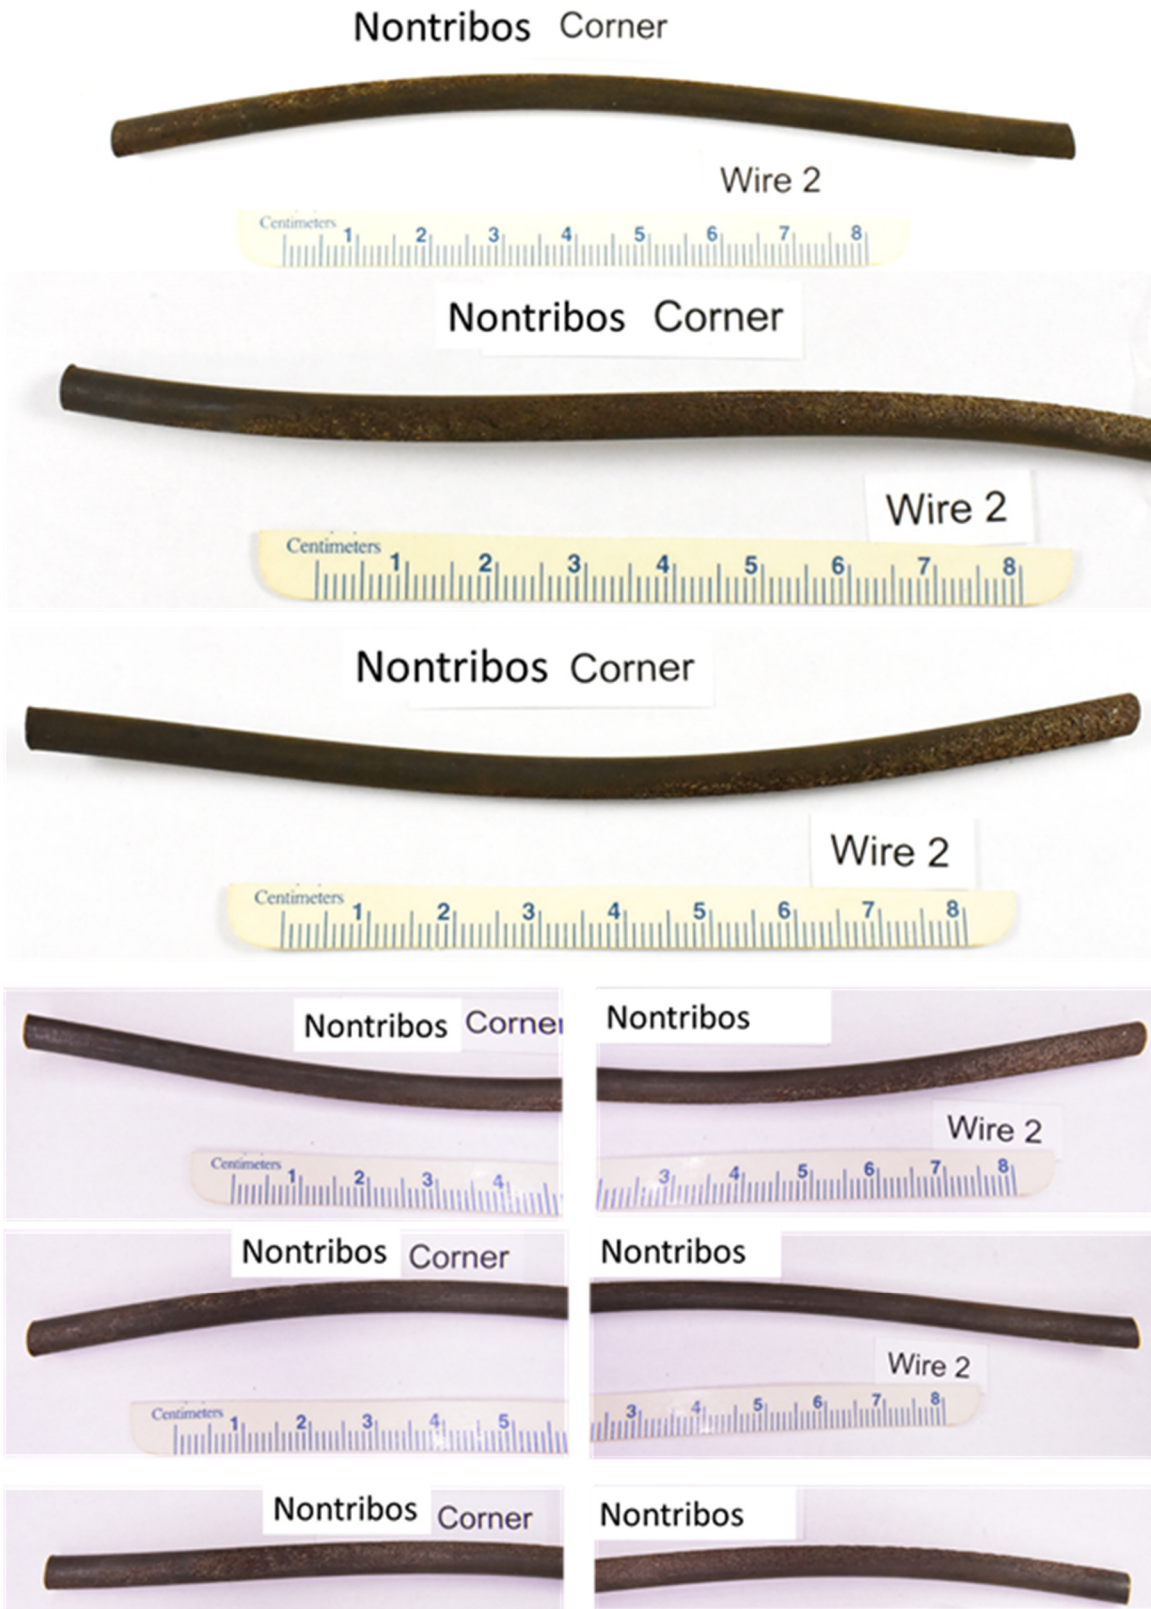 Nontribos Corner
Wire 2
Centimeters 1 2 3 4 5 6 7 8
Nontribos Corner
Wire 2
Centimeters 1 2 3 4 5 6 7 8
Nontribos Corner
Wire 2
Centimeters 1 2 3 4 5 6 7 8
Nontribos Corner
Centimeters 1 2 3 4
Nontribos
Wire 2
3 4 5 6 7 8
Nontribos Corner
Centimeters 1 2 3 4 5
Nontribos
Wire 2
3 4 5 6 7 8
Nontribos Corner
Nontribos